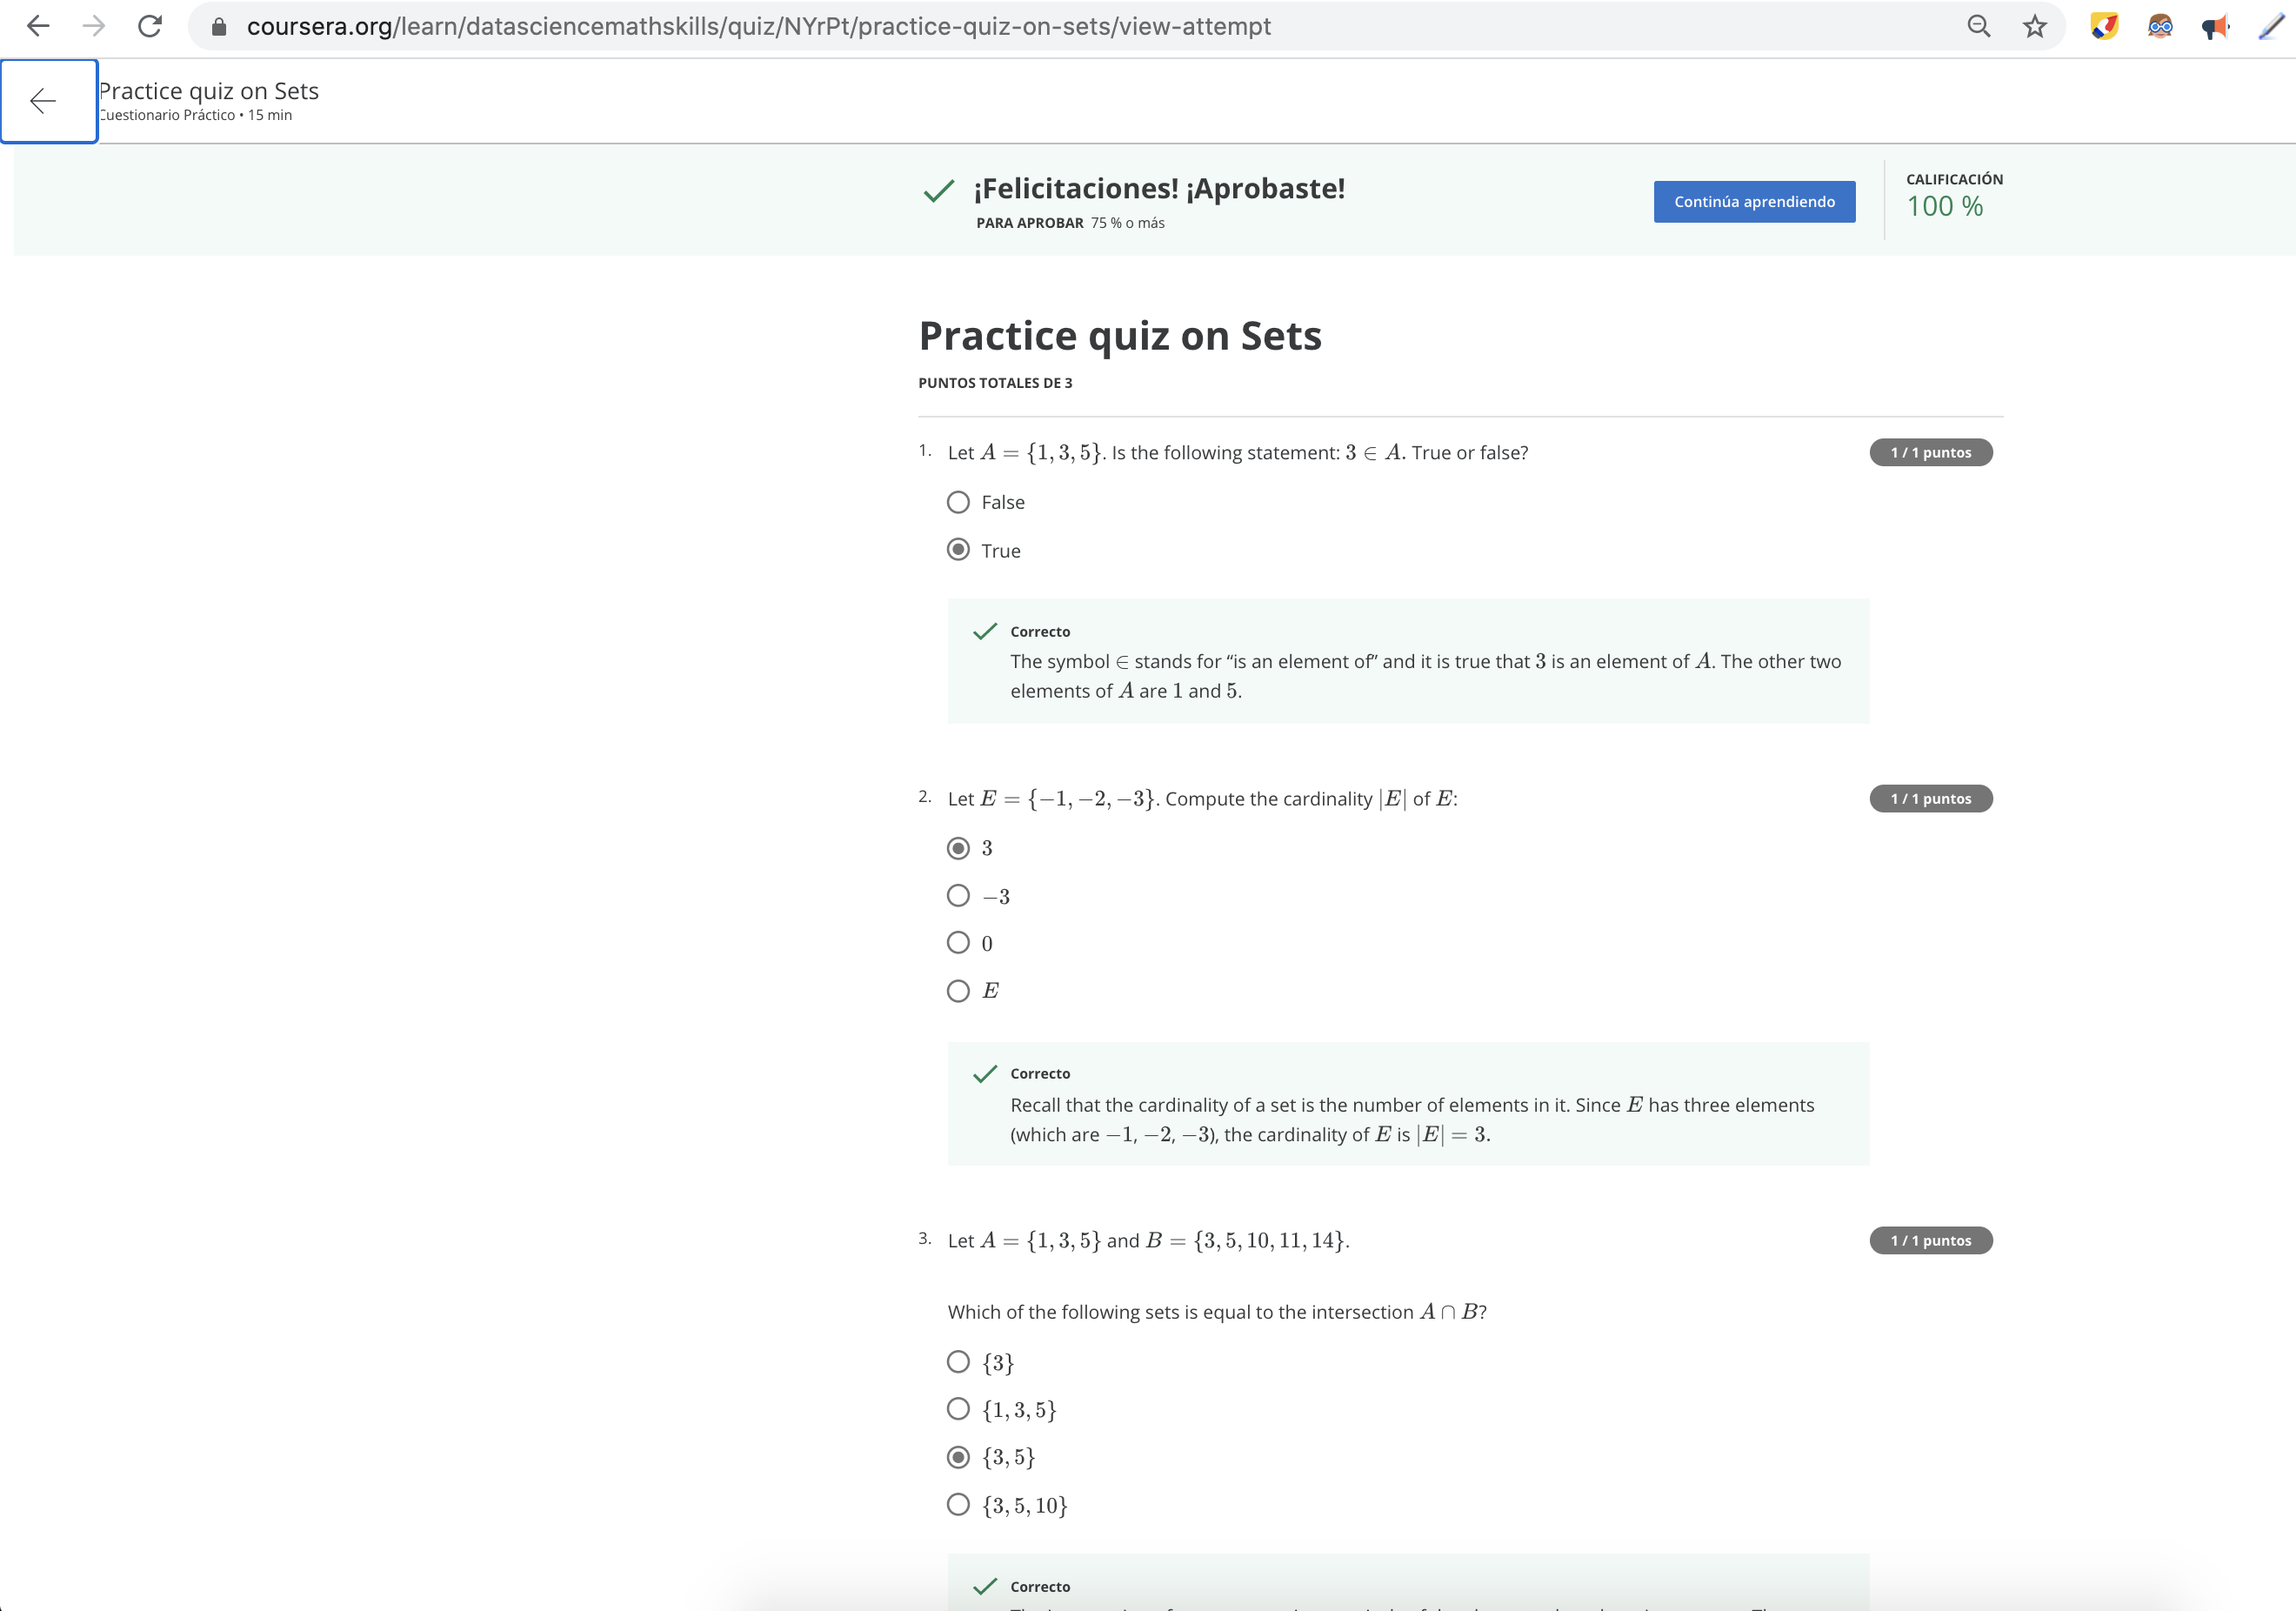 coursera.org/learn/datasciencemathskills/quiz/NYrPt/practice-quiz-on-sets/view-attempt
Practice quiz on Sets
Cuestionario Práctico • 15 min
¡Felicitaciones! ¡Aprobaste!
PARA APROBAR 75 % o más
Continúa aprendiendo
CALIFICACIÓN
100 %
Practice quiz on Sets
PUNTOS TOTALES DE 3
1. Let A = {1, 3, 5}. Is the following statement: 3 ∈ A. True or false?
1 / 1 puntos
False
True
Correcto
The symbol ∈ stands for “is an element of” and it is true that 3 is an element of A. The other two
elements of A are 1 and 5.
2. Let E = {−1, −2, −3}. Compute the cardinality |E| of E:
1 / 1 puntos
3
−3
0
E
Correcto
Recall that the cardinality of a set is the number of elements in it. Since E has three elements
(which are −1, −2, −3), the cardinality of E is |E| = 3.
3. Let A = {1, 3, 5} and B = {3, 5, 10, 11, 14}.
1 / 1 puntos
Which of the following sets is equal to the intersection A ∩ B?
{3}
{1, 3, 5}
{3, 5}
{3, 5, 10}
Correcto